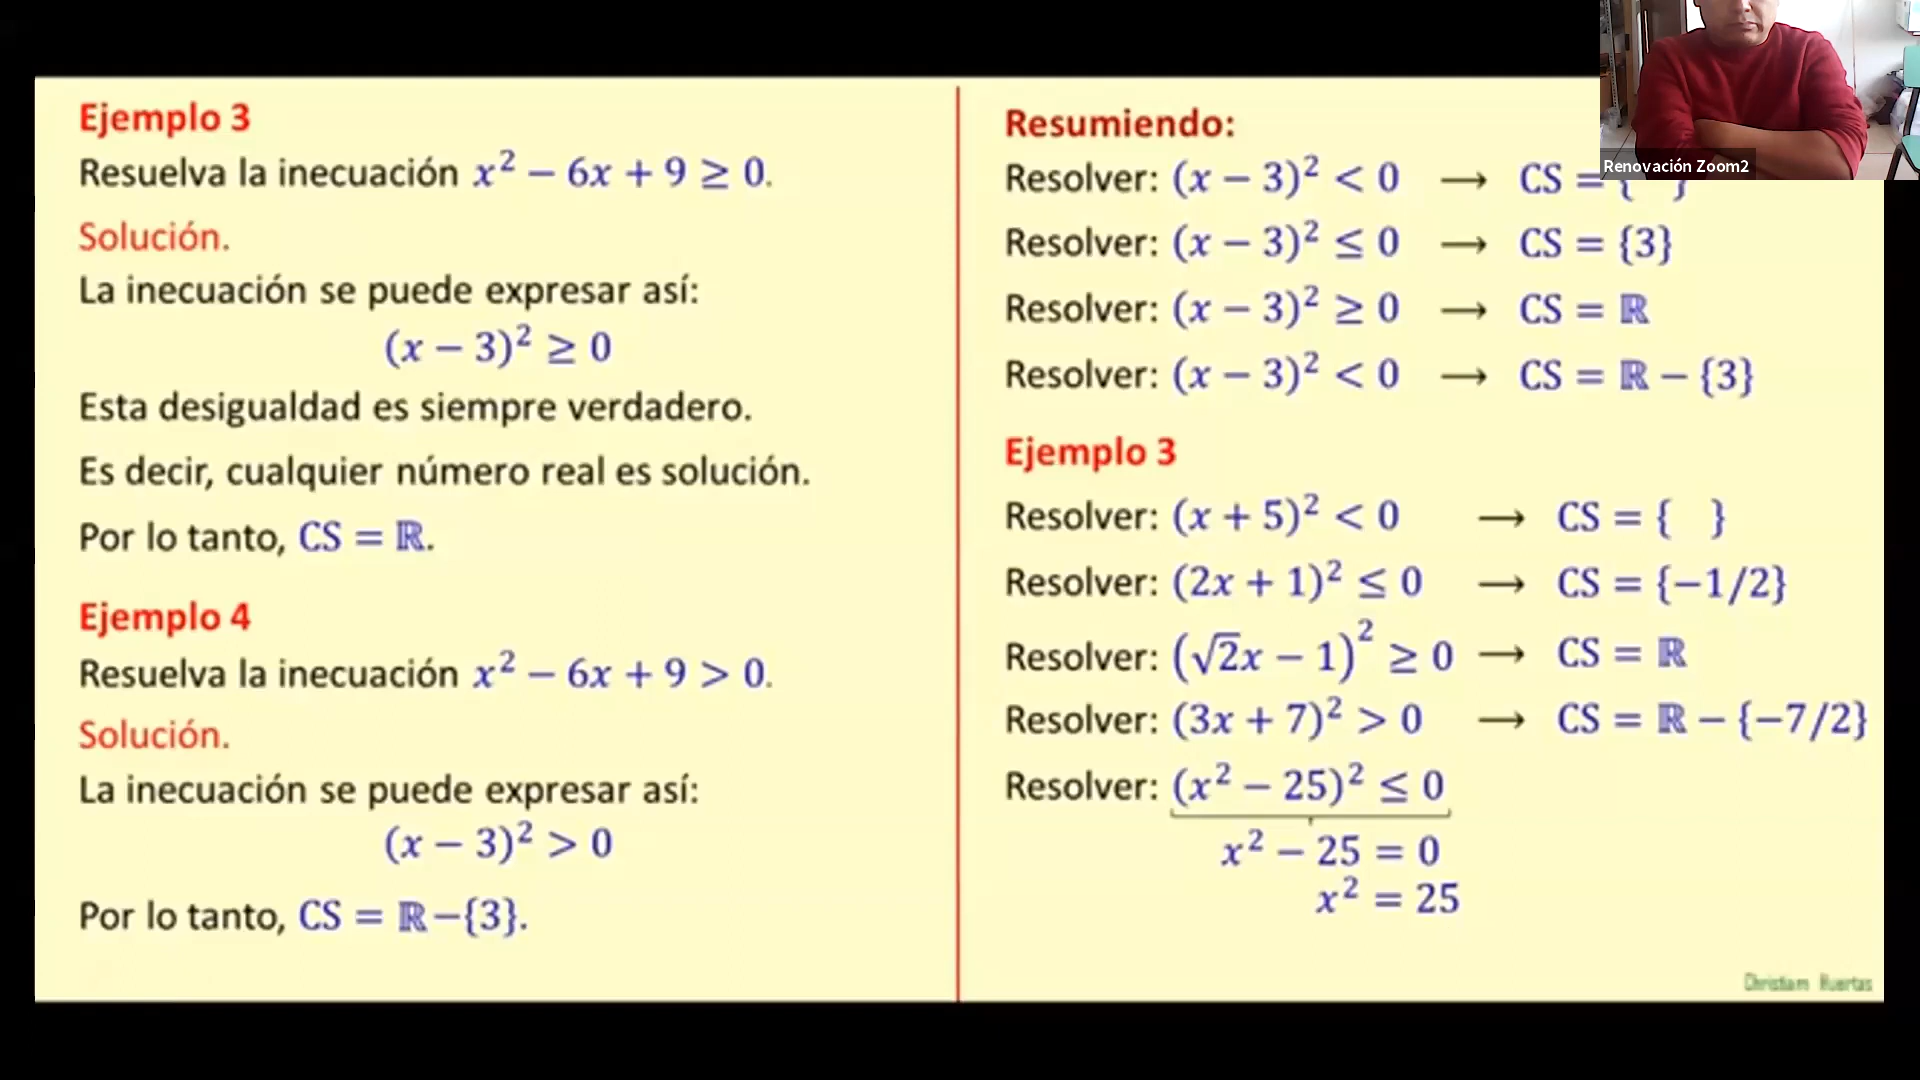 Ejemplo 3
Resuelva la inecuación x² − 6x + 9 ≥ 0.
Solución.
La inecuación se puede expresar así:
(x − 3)² ≥ 0
Esta desigualdad es siempre verdadero.
Es decir, cualquier número real es solución.
Por lo tanto, CS = ℝ.
Ejemplo 4
Resuelva la inecuación x² − 6x + 9 > 0.
Solución.
La inecuación se puede expresar así:
(x − 3)² > 0
Por lo tanto, CS = ℝ−{3}.
Resumiendo:
Resolver: (x − 3)² < 0 → CS = { }
Resolver: (x − 3)² ≤ 0 → CS = {3}
Resolver: (x − 3)² ≥ 0 → CS = ℝ
Resolver: (x − 3)² < 0 → CS = ℝ − {3}
Ejemplo 3
Resolver: (x + 5)² < 0 → CS = { }
Resolver: (2x + 1)² ≤ 0 → CS = {−1/2}
Resolver: (√2x − 1)² ≥ 0 → CS = ℝ
Resolver: (3x + 7)² > 0 → CS = ℝ − {−7/2}
Resolver: (x² − 25)² ≤ 0
x² − 25 = 0
x² = 25
Christiam Huertas
Renovación Zoom2